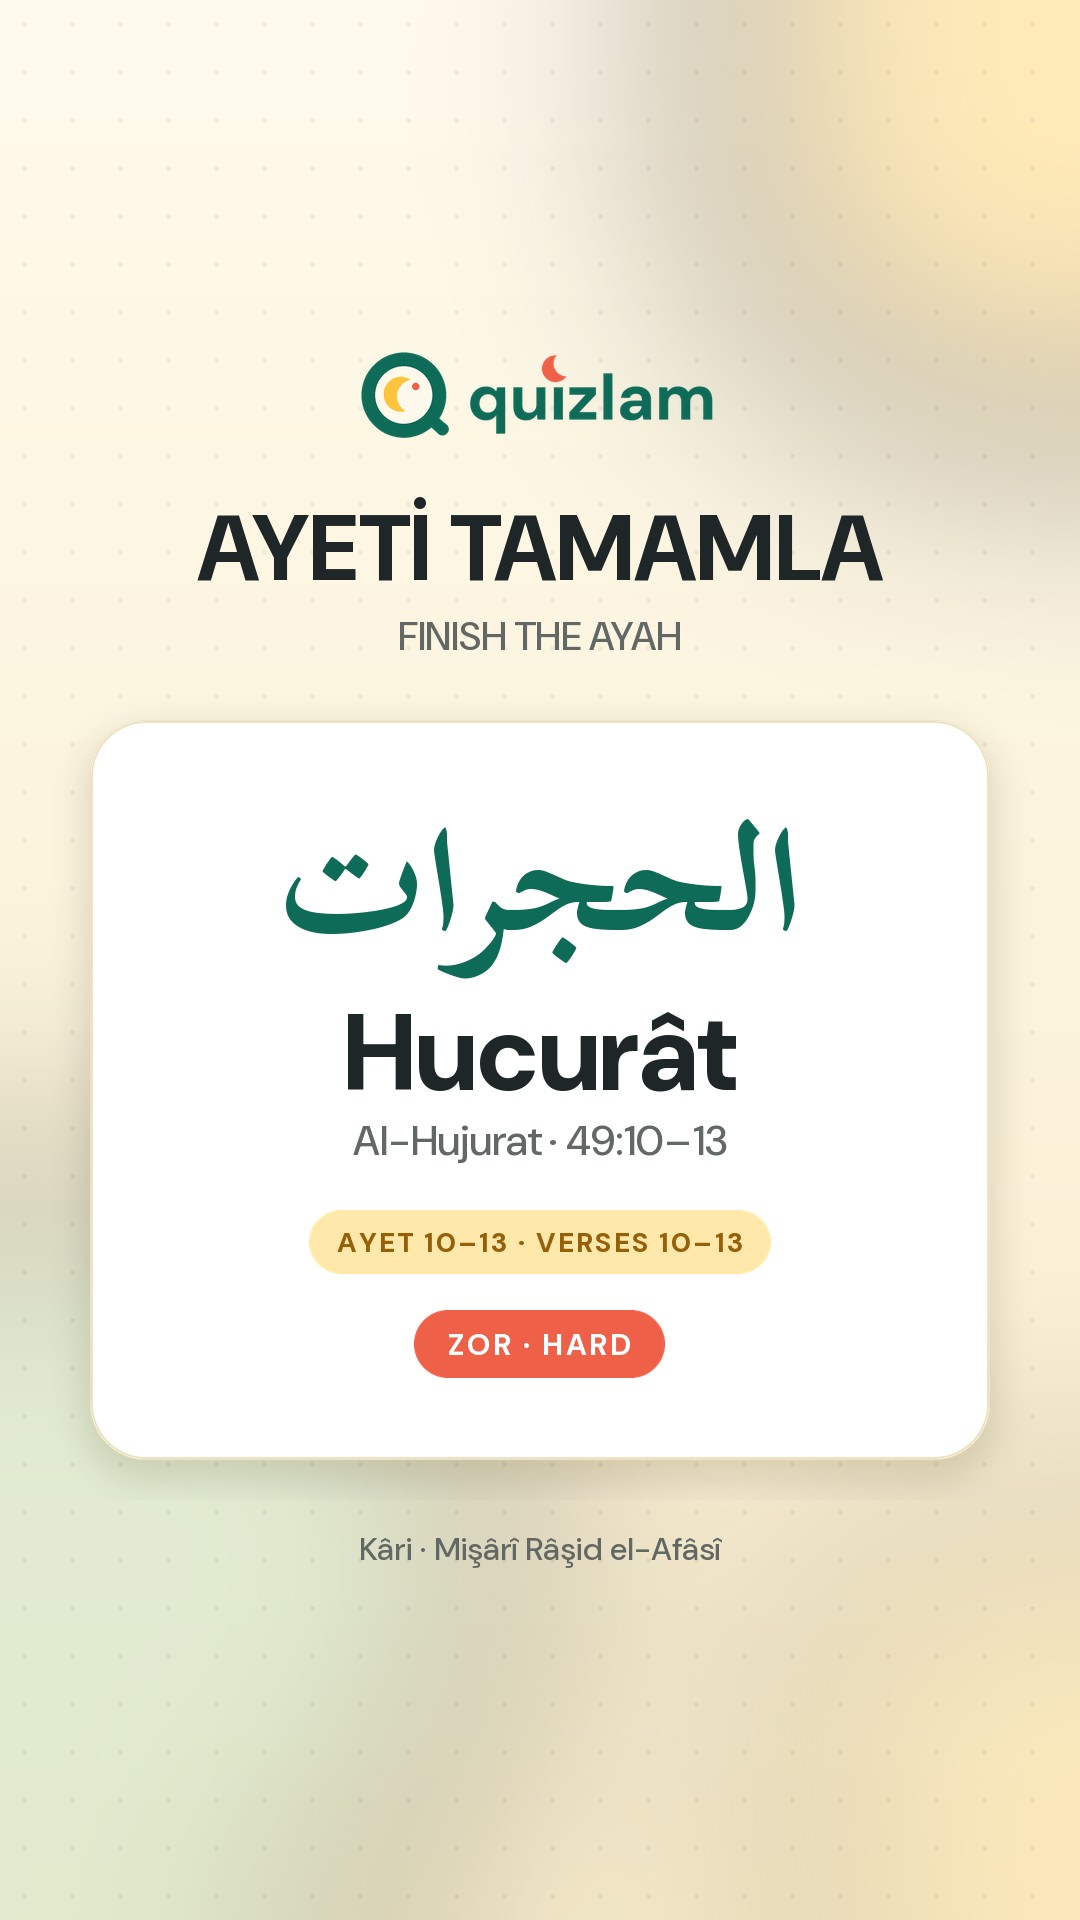 quizlam
AYETİ TAMAMLA
FINISH THE AYAH
الحجرات
Hucurât
Al-Hujurat · 49:10–13
AYET 10–13 · VERSES 10–13
ZOR · HARD
Kâri · Mişârî Râşid el-Afâsî